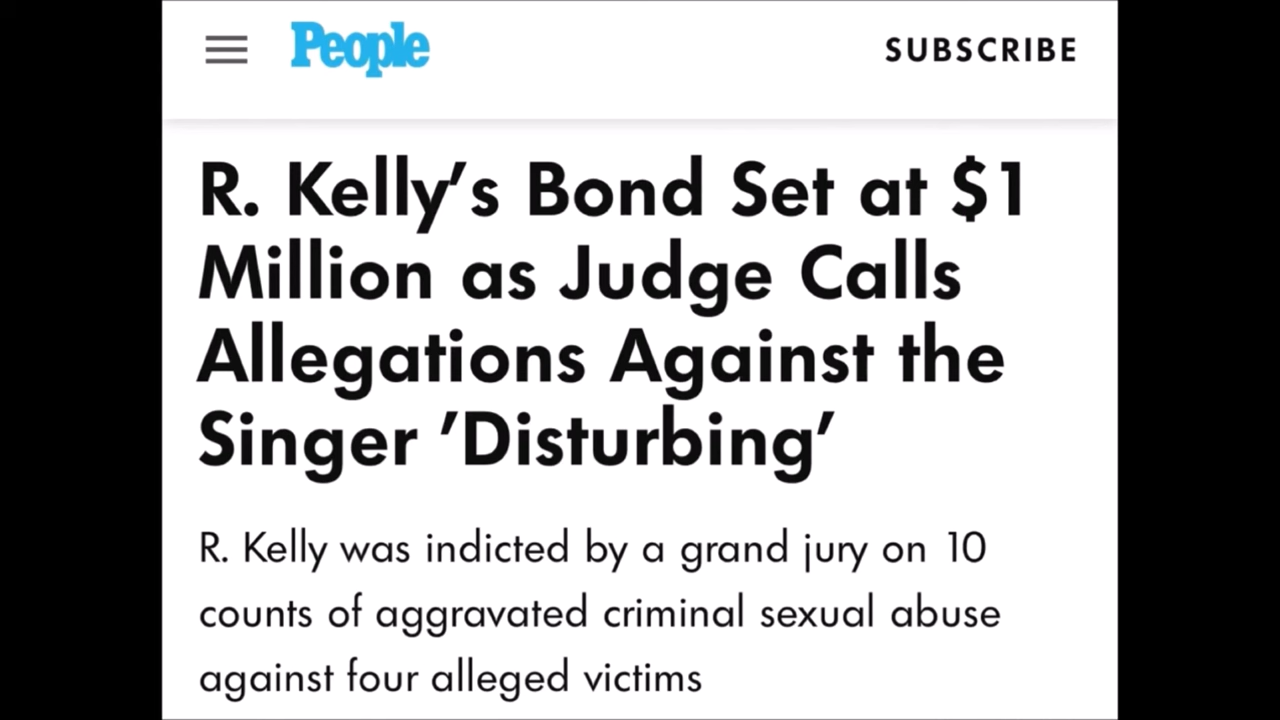 People
SUBSCRIBE
R. Kelly’s Bond Set at $1
Million as Judge Calls
Allegations Against the
Singer ’Disturbing’
R. Kelly was indicted by a grand jury on 10
counts of aggravated criminal sexual abuse
against four alleged victims